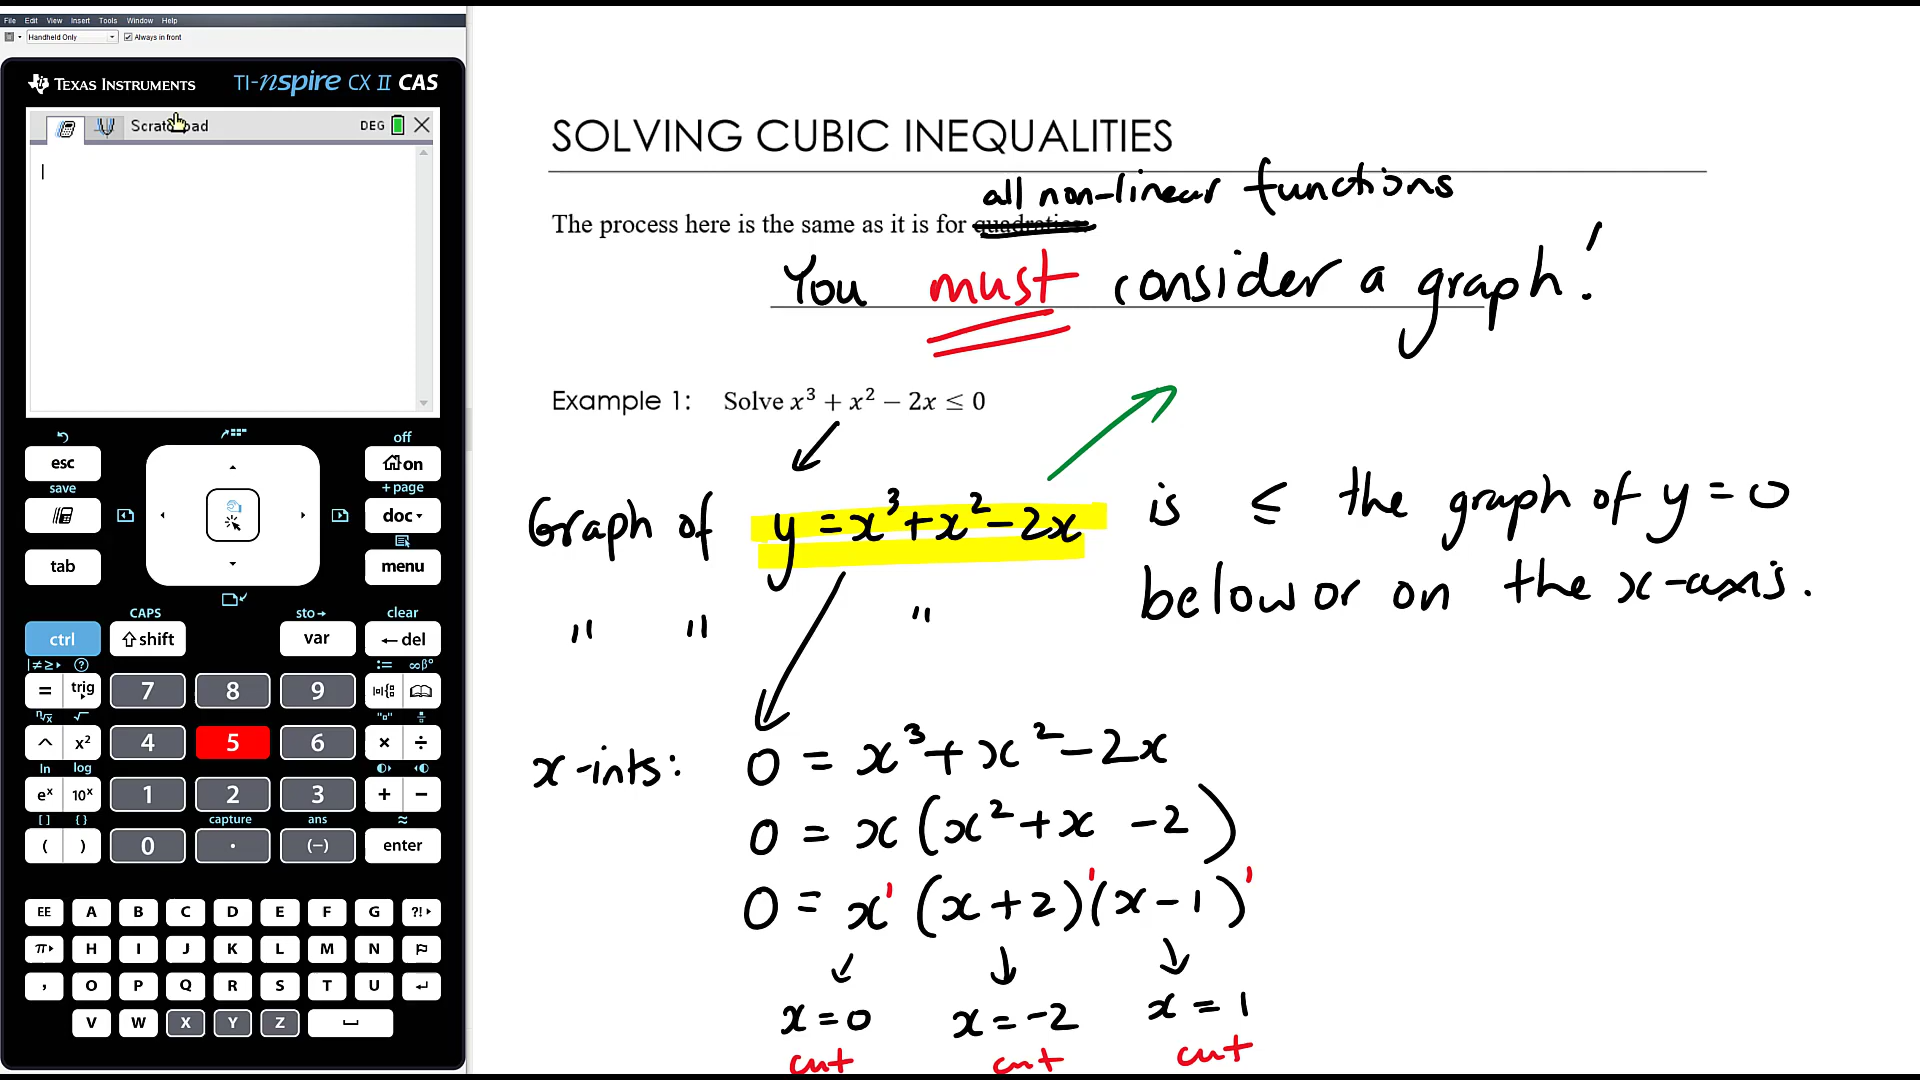 File Edit View Insert Tools Window Help
Handheld Only Always in front
TEXAS INSTRUMENTS TI-nspire CX II CAS
Scratchpad DEG
off
esc on
save + page
doc
tab menu
CAPS sto→ clear
ctrl shift var ←del
|≠≥▸ ? := ∞β°
= trig 7 8 9
ⁿ√x √ "□"
^ x² 4 5 6 × ÷
ln log
eˣ 10ˣ 1 2 3 + −
[ ] { } capture ans ≈
( ) 0 . (−) enter
EE A B C D E F G ?!▸
π▸ H I J K L M N
, O P Q R S T U ↵
V W X Y Z
SOLVING CUBIC INEQUALITIES
all non-linear functions
The process here is the same as it is for quadratics.
You must consider a graph!
Example 1: Solve x³ + x² − 2x ≤ 0
Graph of y = x³ + x² − 2x is ≤ the graph of y = 0
" " " below or on the x-axis.
x-ints: 0 = x³ + x² − 2x
0 = x (x² + x − 2)
0 = x¹ (x + 2)¹ (x − 1)¹
x = 0 x = −2 x = 1
cut cut cut